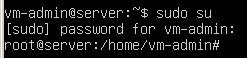 vm-admin@server:~$ sudo su
[sudo] password for vm-admin:
root@server:/home/vm-admin#